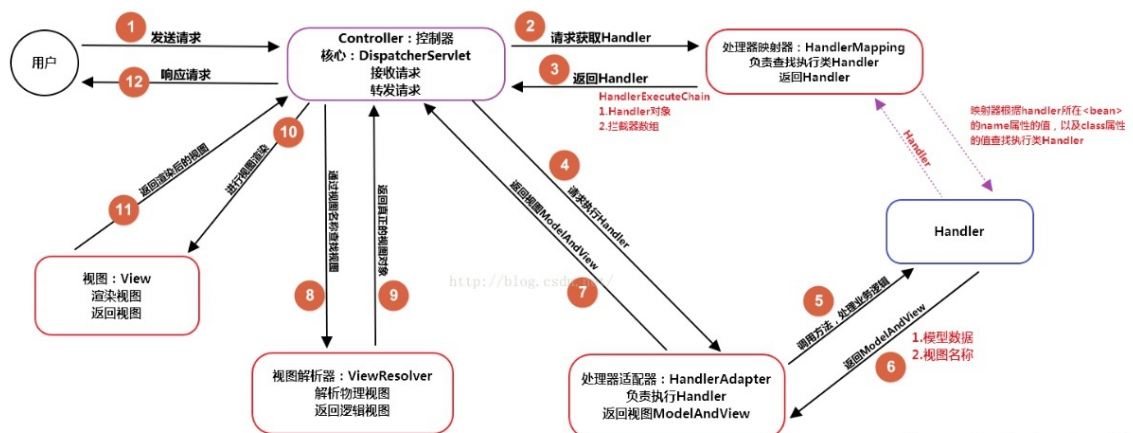 1
发送请求
用户
12
响应请求
Controller：控制器
核心：DispatcherServlet
接收请求
转发请求
2
请求获取Handler
3
返回Handler
HandlerExecuteChain
1.Handler对象
2.拦截器数组
处理器映射器：HandlerMapping
负责查找执行类Handler
返回Handler
映射器根据handler所在<bean>
的name属性的值，以及class属性
的值查找执行类Handler
Handler
Handler
4
请求执行Handler
5
调用方法，处理业务逻辑
6
返回ModelAndView
1.模型数据
2.视图名称
处理器适配器：HandlerAdapter
负责执行Handler
返回视图ModelAndView
7
返回视图ModelAndView
8
通过视图名称查找视图
9
返回真正的视图对象
视图解析器：ViewResolver
解析物理视图
返回逻辑视图
10
进行视图渲染
11
返回渲染后的视图
视图：View
渲染视图
返回视图
http://blog.csdn.net/